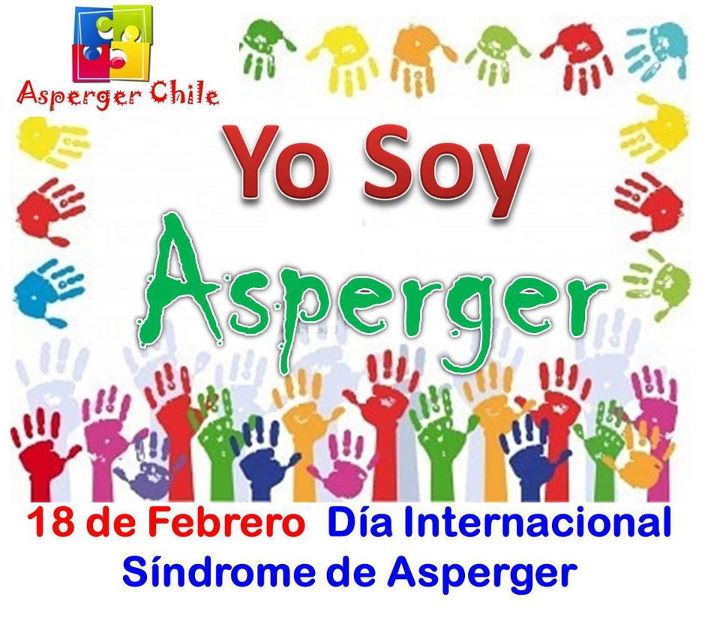 Asperger Chile
Yo Soy
Asperger
18 de Febrero Día Internacional
Síndrome de Asperger